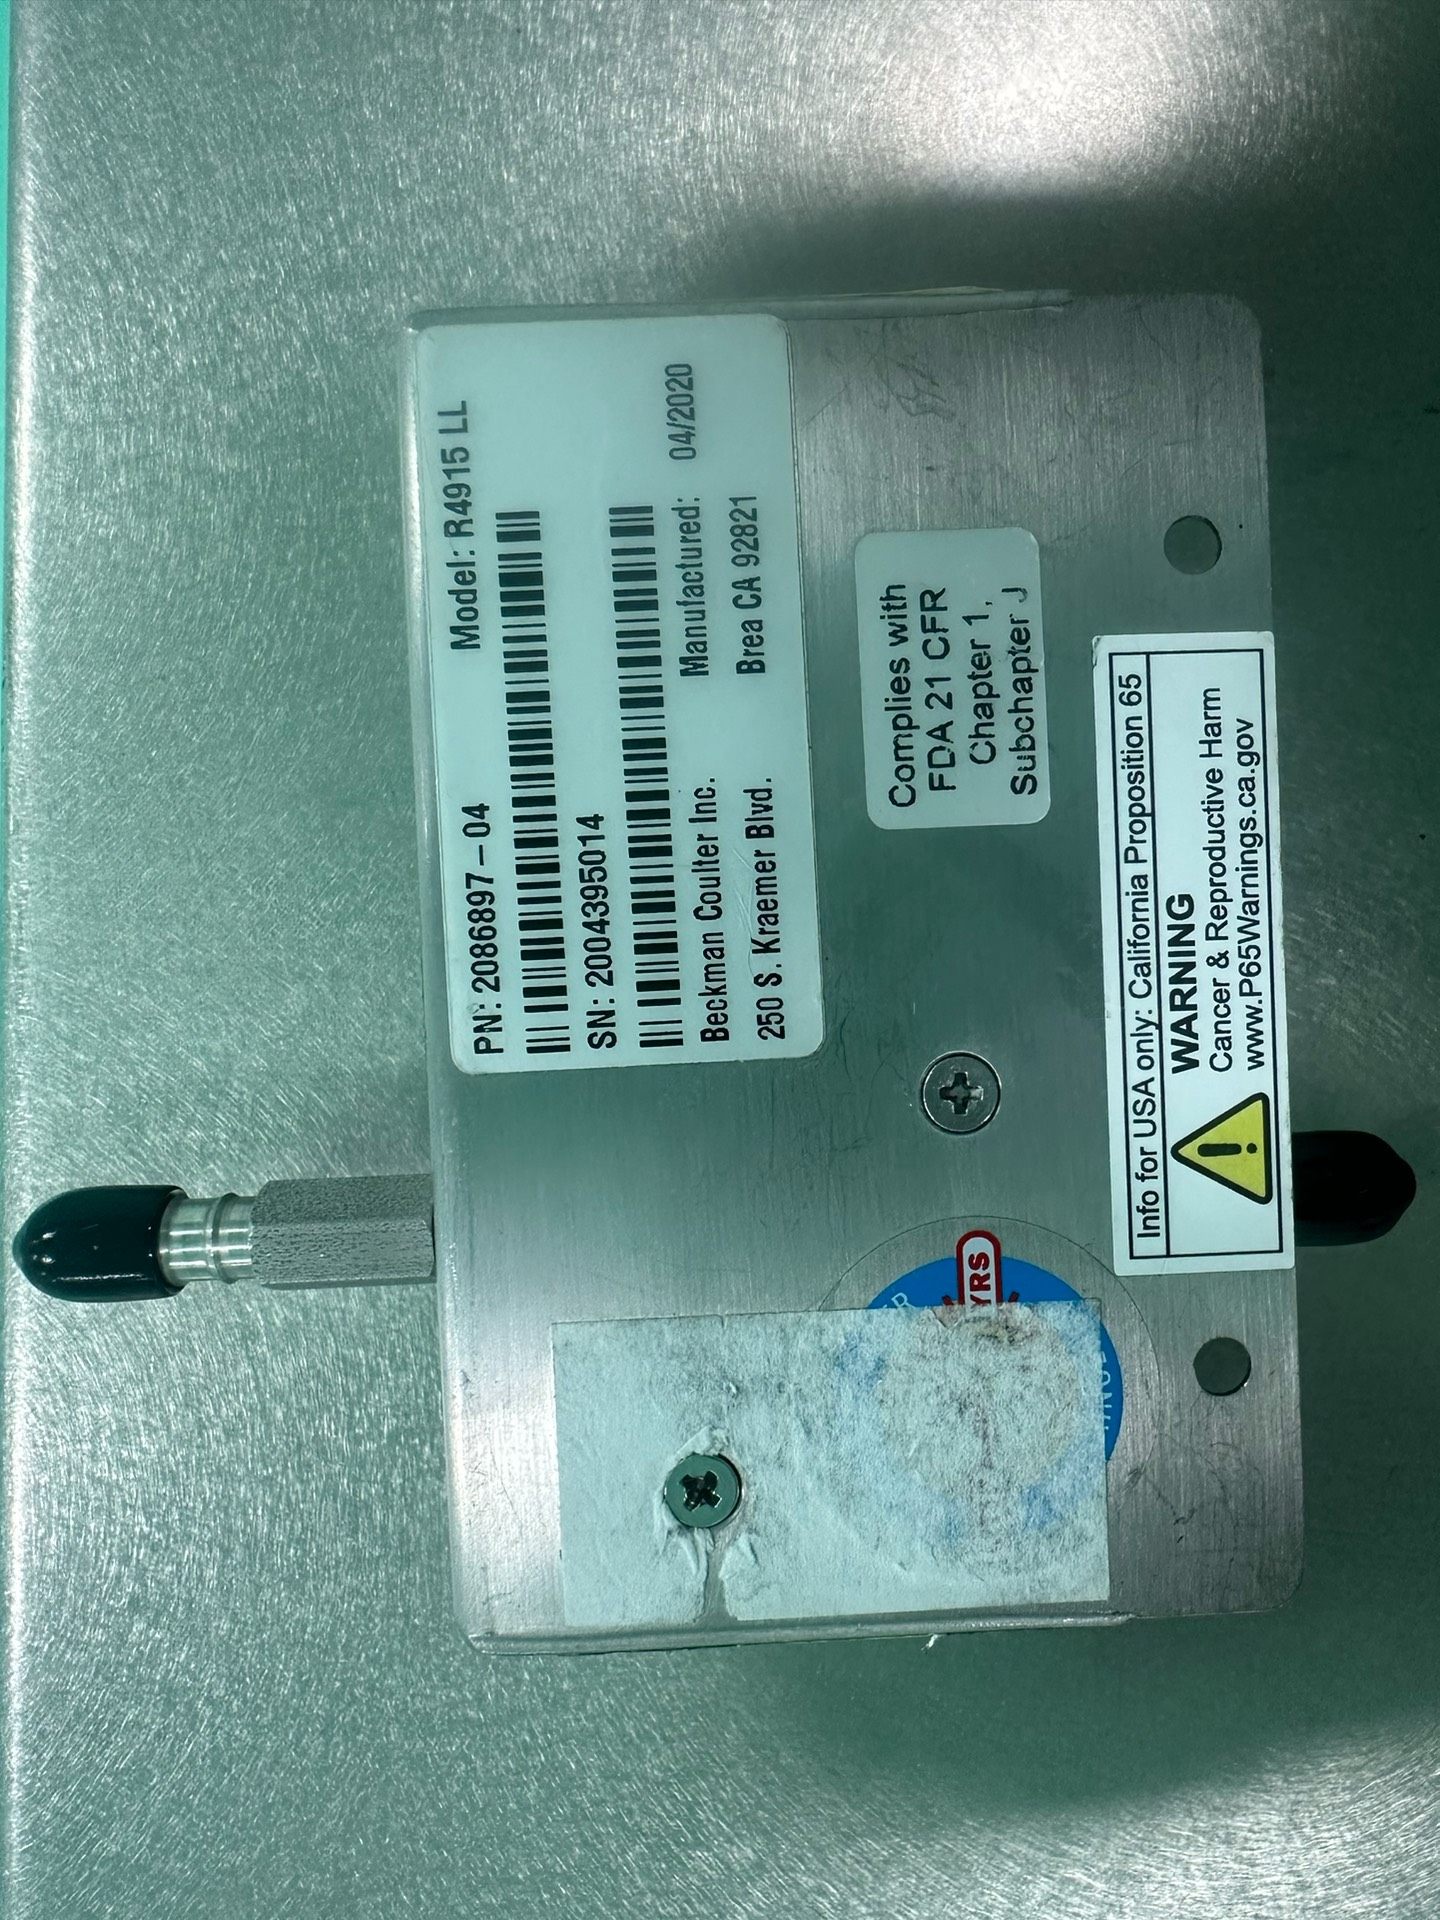 PN: 2086897-04 Model: R4915 LL
SN: 2004395014
Beckman Coulter Inc. Manufactured: 04/2020
250 S. Kraemer Blvd. Brea CA 92821
Complies with
FDA 21 CFR
Chapter 1,
Subchapter J
Info for USA only: California Proposition 65
WARNING
Cancer & Reproductive Harm
www.P65Warnings.ca.gov
YRS